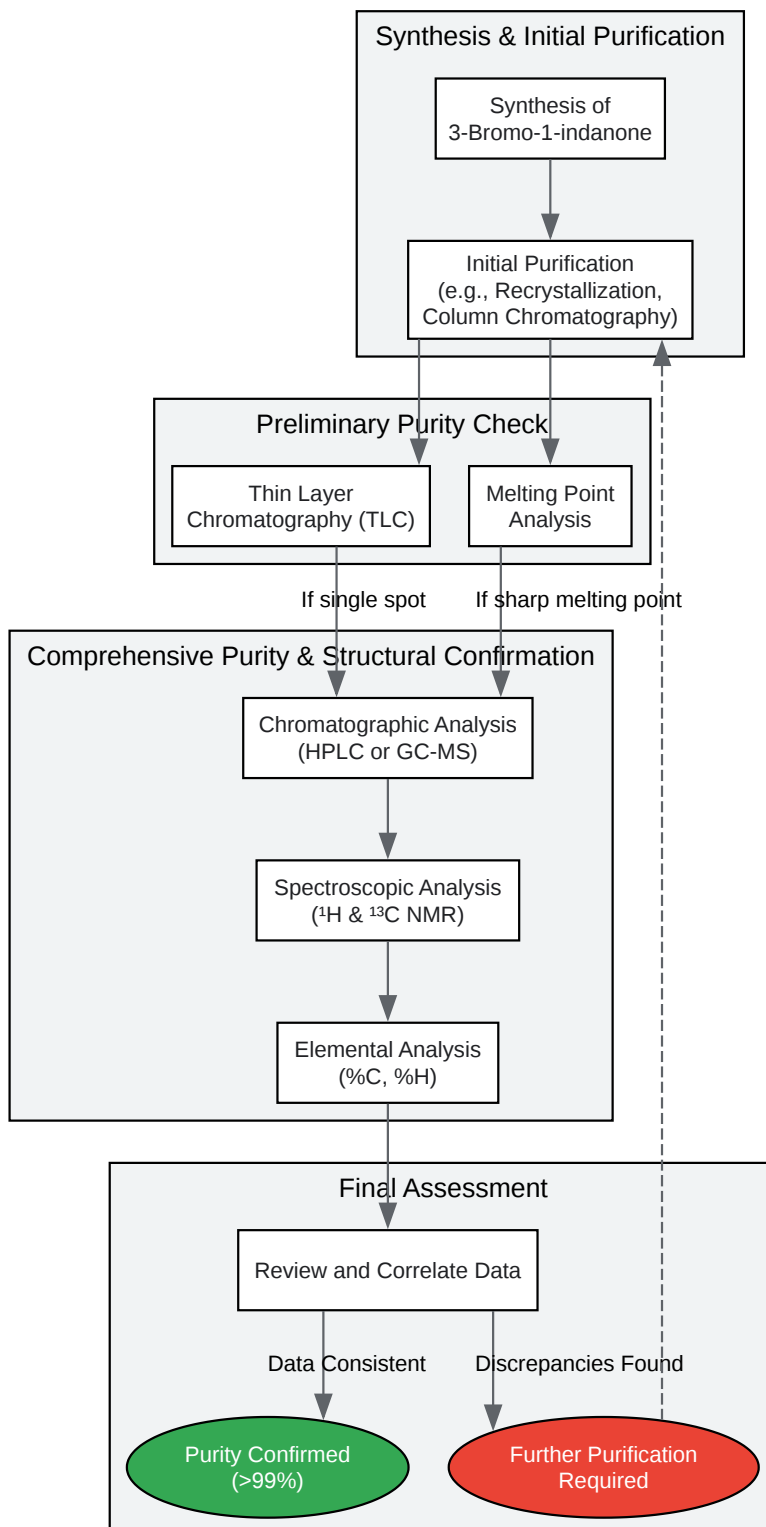 Synthesis & Initial Purification
Synthesis of
3-Bromo-1-indanone
Initial Purification
(e.g., Recrystallization,
Column Chromatography)
Preliminary Purity Check
Thin Layer
Chromatography (TLC)
Melting Point
Analysis
If single spot
If sharp melting point
Comprehensive Purity & Structural Confirmation
Chromatographic Analysis
(HPLC or GC-MS)
Spectroscopic Analysis
(¹H & ¹³C NMR)
Elemental Analysis
(%C, %H)
Final Assessment
Review and Correlate Data
Data Consistent
Discrepancies Found
Purity Confirmed
(>99%)
Further Purification
Required